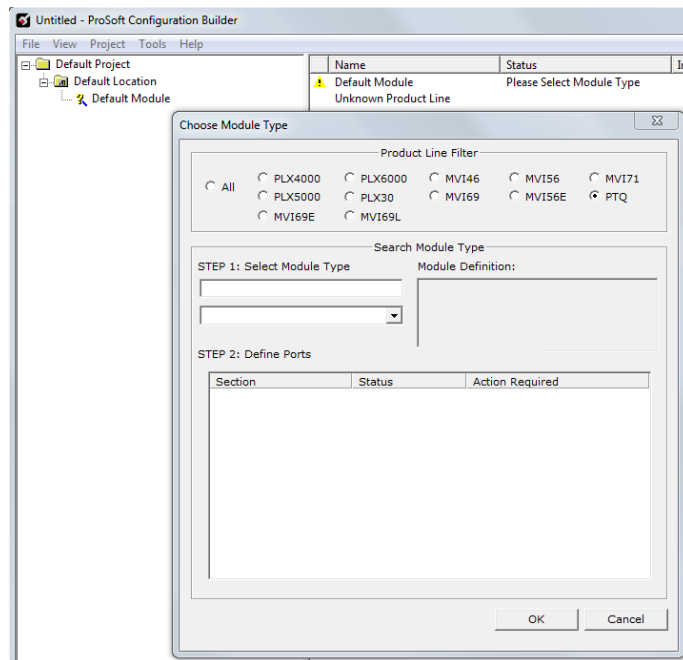 Untitled - ProSoft Configuration Builder
File View Project Tools Help
Default Project
Default Location
Default Module
Name Status
Default Module Please Select Module Type
Unknown Product Line
Choose Module Type
Product Line Filter
All PLX4000 PLX6000 MVI46 MVI56 MVI71
PLX5000 PLX30 MVI69 MVI56E PTQ
MVI69E MVI69L
Search Module Type
STEP 1: Select Module Type Module Definition:
STEP 2: Define Ports
Section Status Action Required
OK Cancel